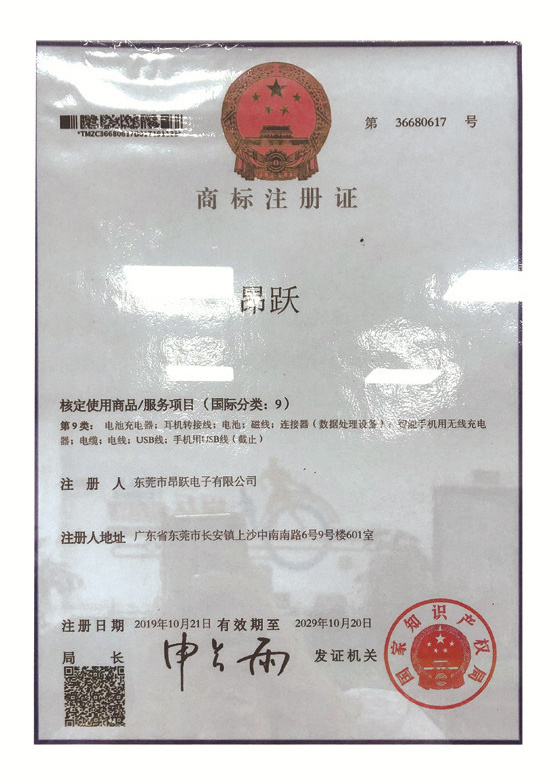 第 36680617 号
商标注册证
昂跃
核定使用商品/服务项目（国际分类：9）
第9类：电池充电器；耳机转接线；电池；磁线；连接器（数据处理设备）；智能手机用无线充电
器；电缆；电线；USB线；手机用USB线（截止）
注册人 东莞市昂跃电子有限公司
注册人地址 广东省东莞市长安镇上沙中南南路6号9号楼601室
注册日期 2019年10月21日 有效期至 2029年10月20日
局长 申长雨 发证机关
国家知识产权局